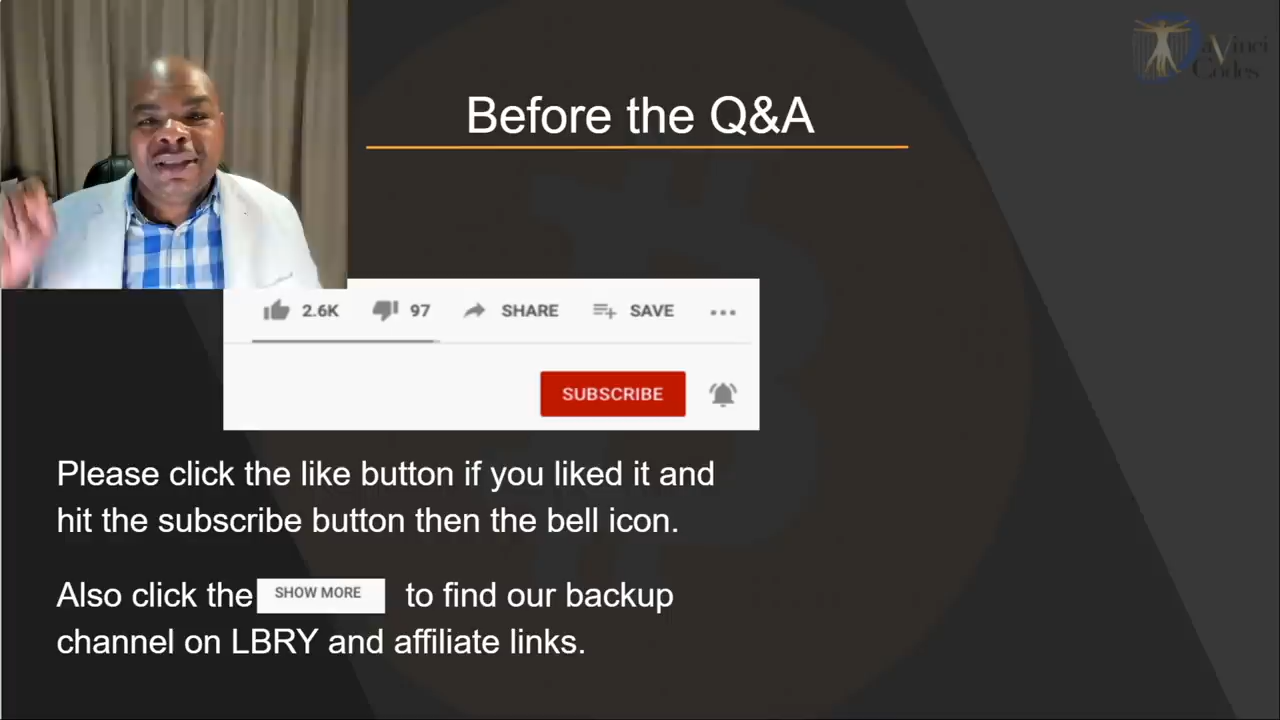 aVinci
Codes
Before the Q&A
2.6K 97 SHARE SAVE
SUBSCRIBE
Please click the like button if you liked it and
hit the subscribe button then the bell icon.
Also click the SHOW MORE to find our backup
channel on LBRY and affiliate links.